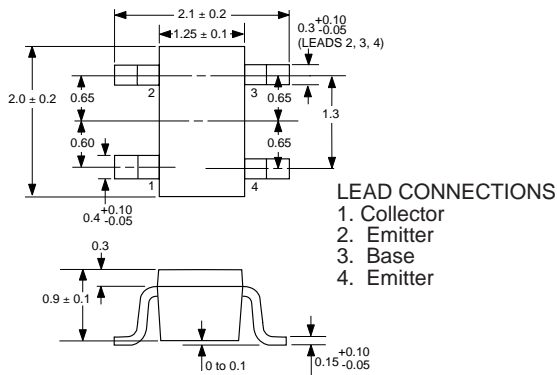 2.1 ± 0.2
1.25 ± 0.1
0.3 +0.10 -0.05
(LEADS 2, 3, 4)
2
3
2.0 ± 0.2
0.65
0.65
1.3
0.60
0.65
1
4
0.4 +0.10 -0.05
LEAD CONNECTIONS
1. Collector
2. Emitter
3. Base
4. Emitter
0.3
0.9 ± 0.1
0 to 0.1
0.15 +0.10 -0.05